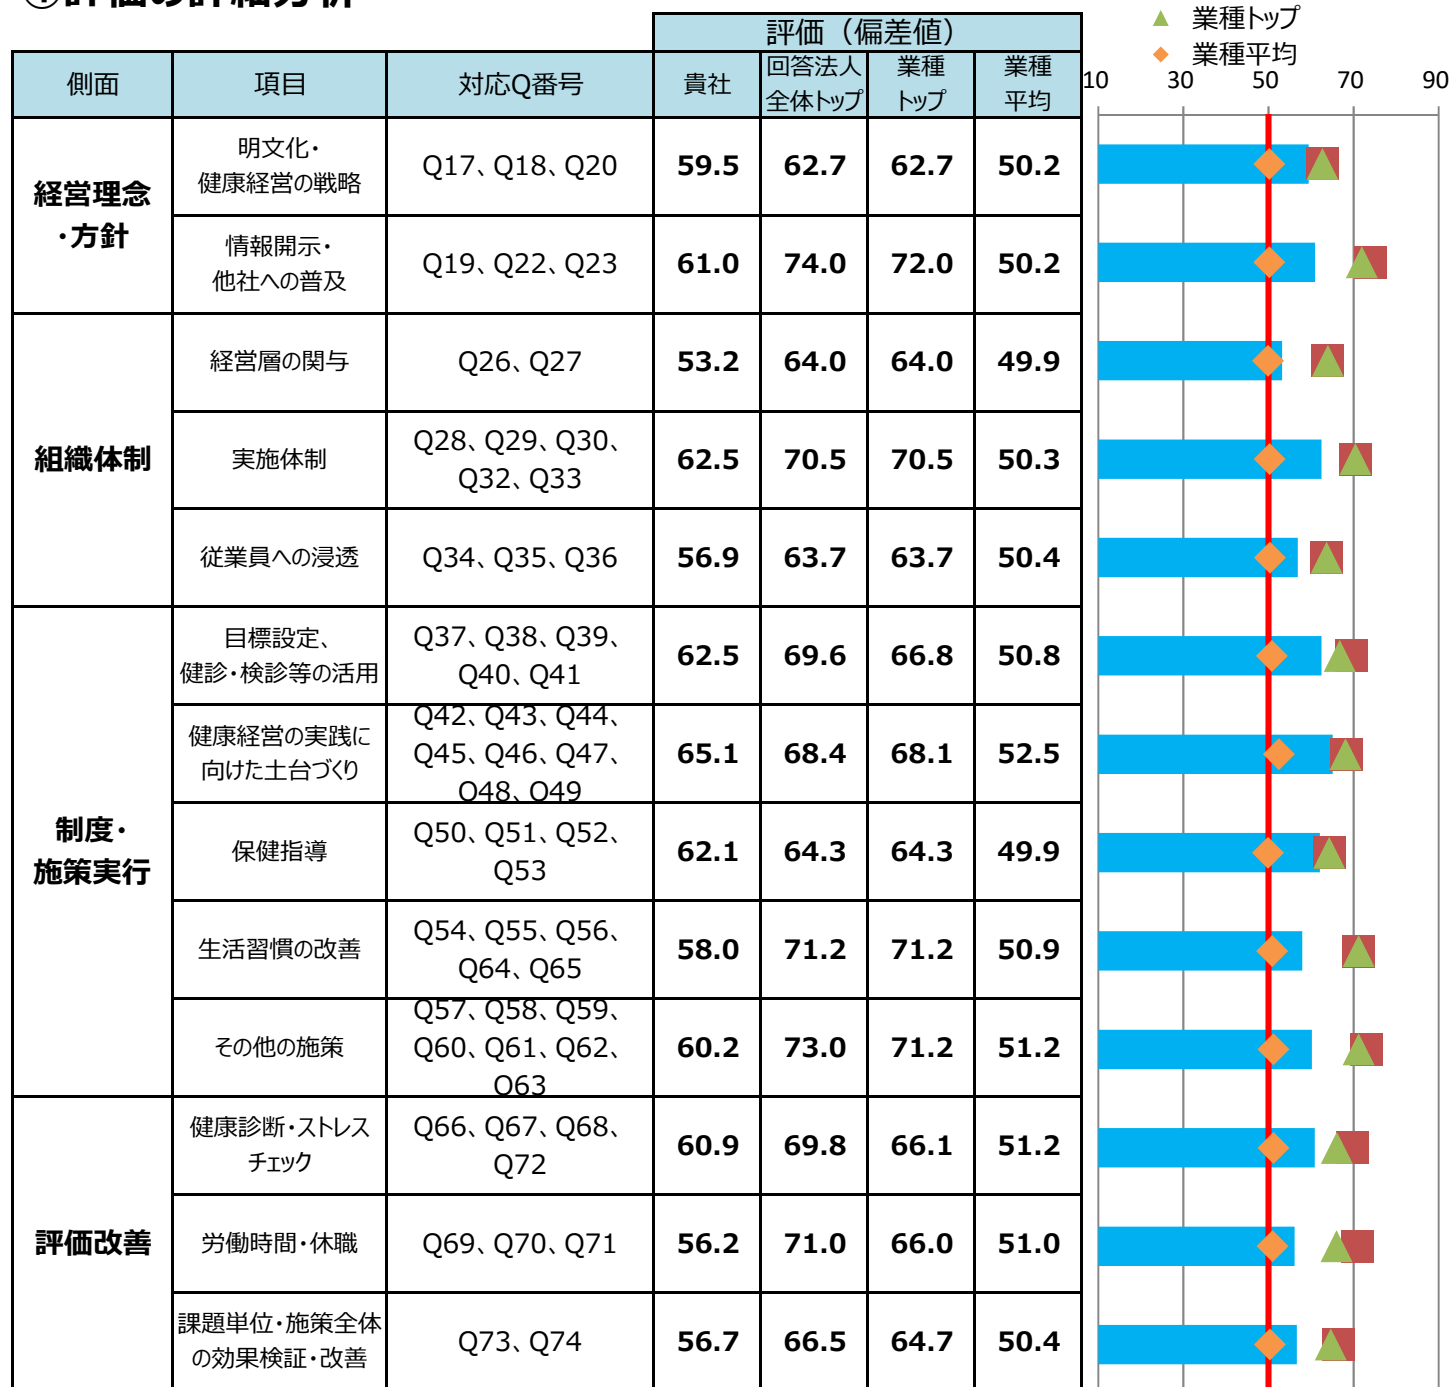 ①評価の詳細分析
評価（偏差値）
▲ 業種トップ
◆ 業種平均
側面 項目 対応Q番号 貴社 回答法人 業種 業種
全体トップ トップ 平均
10 30 50 70 90
経営理念
・方針
明文化・
健康経営の戦略
Q17、Q18、Q20 59.5 62.7 62.7 50.2
情報開示・
他社への普及
Q19、Q22、Q23 61.0 74.0 72.0 50.2
組織体制
経営層の関与 Q26、Q27 53.2 64.0 64.0 49.9
実施体制
Q28、Q29、Q30、
Q32、Q33
62.5 70.5 70.5 50.3
従業員への浸透 Q34、Q35、Q36 56.9 63.7 63.7 50.4
制度・
施策実行
目標設定、
健診・検診等の活用
Q37、Q38、Q39、
Q40、Q41
62.5 69.6 66.8 50.8
健康経営の実践に
向けた土台づくり
Q42、Q43、Q44、
Q45、Q46、Q47、
Q48、Q49
65.1 68.4 68.1 52.5
保健指導
Q50、Q51、Q52、
Q53
62.1 64.3 64.3 49.9
生活習慣の改善
Q54、Q55、Q56、
Q64、Q65
58.0 71.2 71.2 50.9
その他の施策
Q57、Q58、Q59、
Q60、Q61、Q62、
Q63
60.2 73.0 71.2 51.2
評価改善
健康診断・ストレス
チェック
Q66、Q67、Q68、
Q72
60.9 69.8 66.1 51.2
労働時間・休職 Q69、Q70、Q71 56.2 71.0 66.0 51.0
課題単位・施策全体
の効果検証・改善
Q73、Q74 56.7 66.5 64.7 50.4